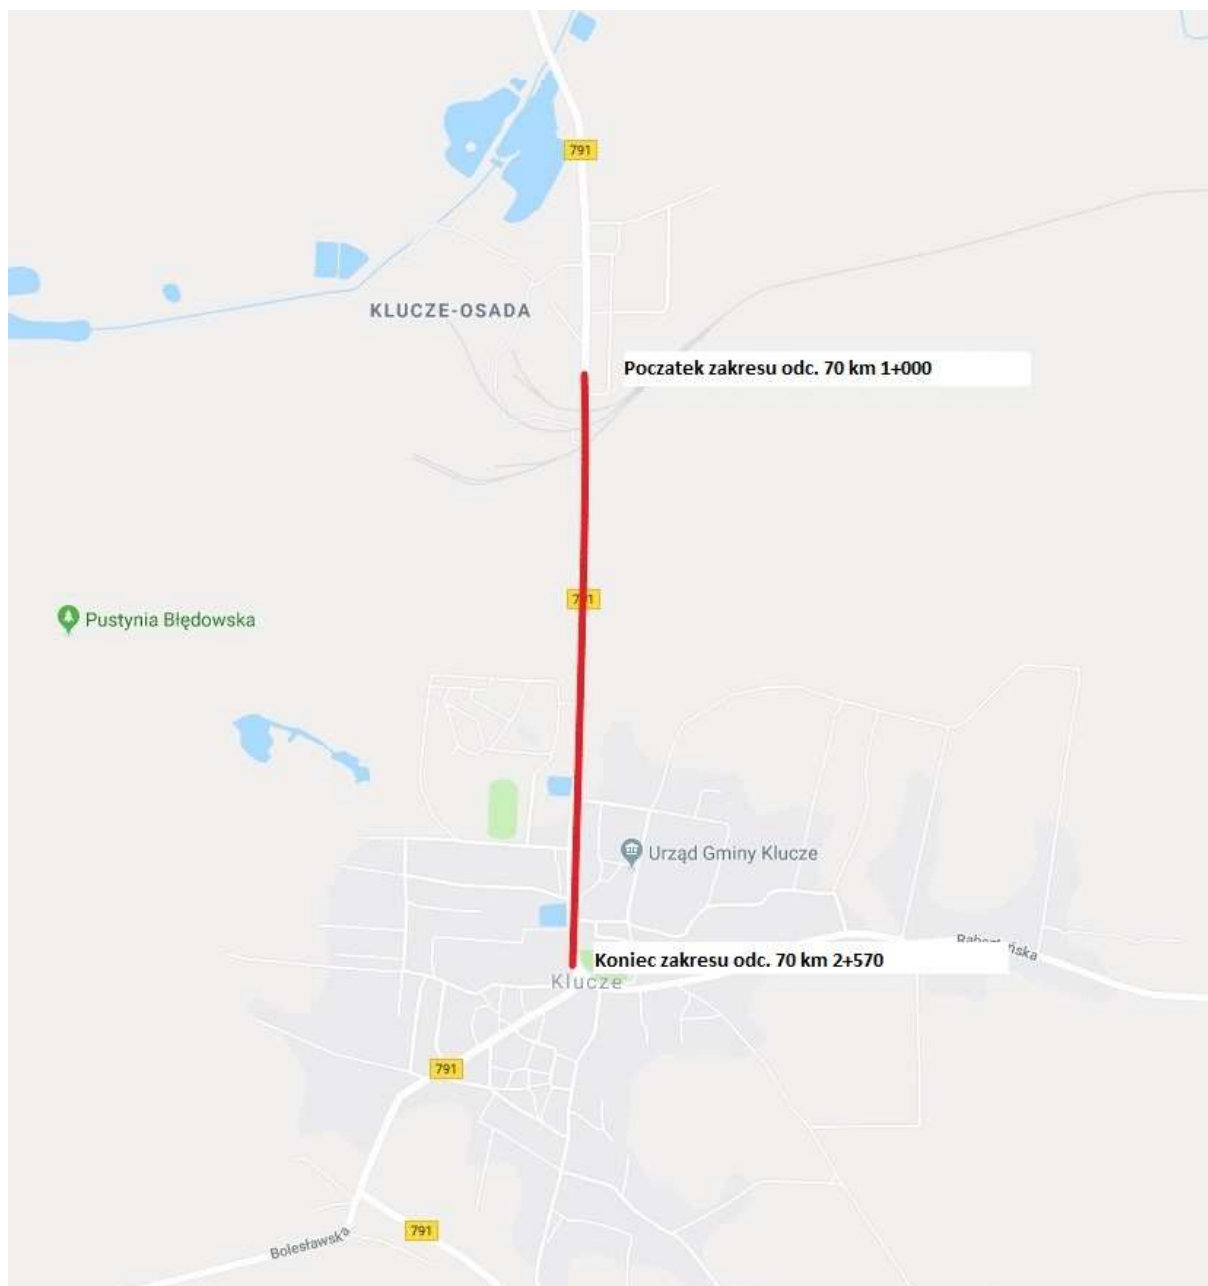 791
KLUCZE-OSADA
Poczatek zakresu odc. 70 km 1+000
Pustynia Błędowska
Urząd Gminy Klucze
Koniec zakresu odc. 70 km 2+570
Klucze
791
791
Bolesławska